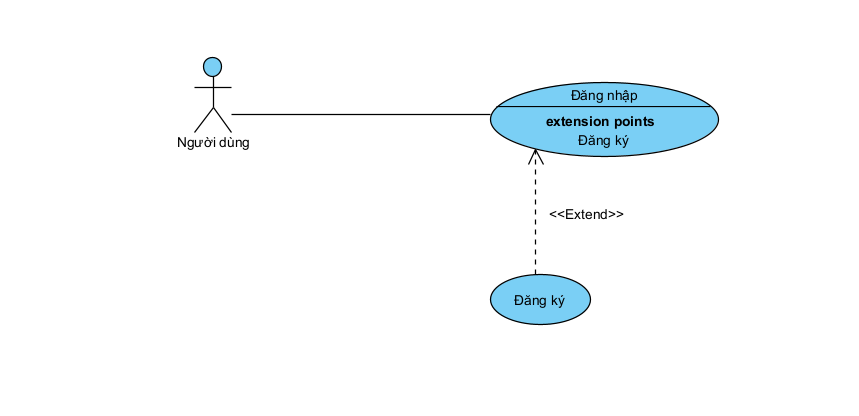 Đăng nhập
extension points
Đăng ký
Người dùng
<<Extend>>
Đăng ký